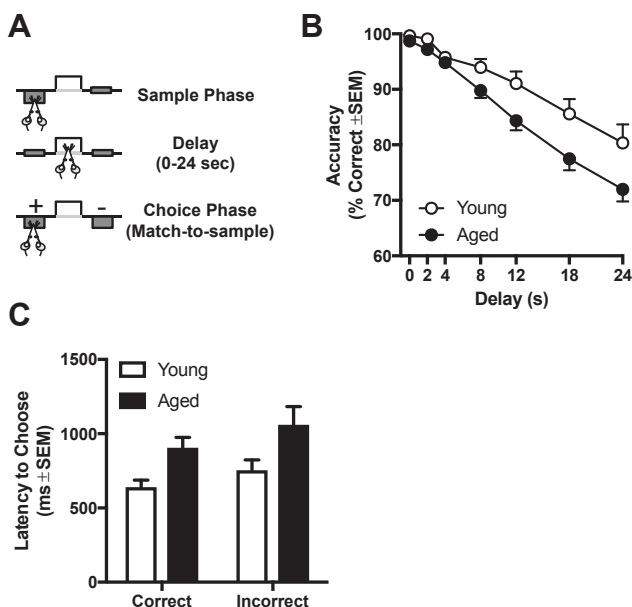 A
Sample Phase
Delay
(0-24 sec)
+ -
Choice Phase
(Match-to-sample)
B
Accuracy
(% Correct ±SEM)
100
90
80
70
60
Young
Aged
0 2 4 8 12 18 24
Delay (s)
C
Latency to Choose
(ms ±SEM)
1500
1000
500
0
Young
Aged
Correct Incorrect